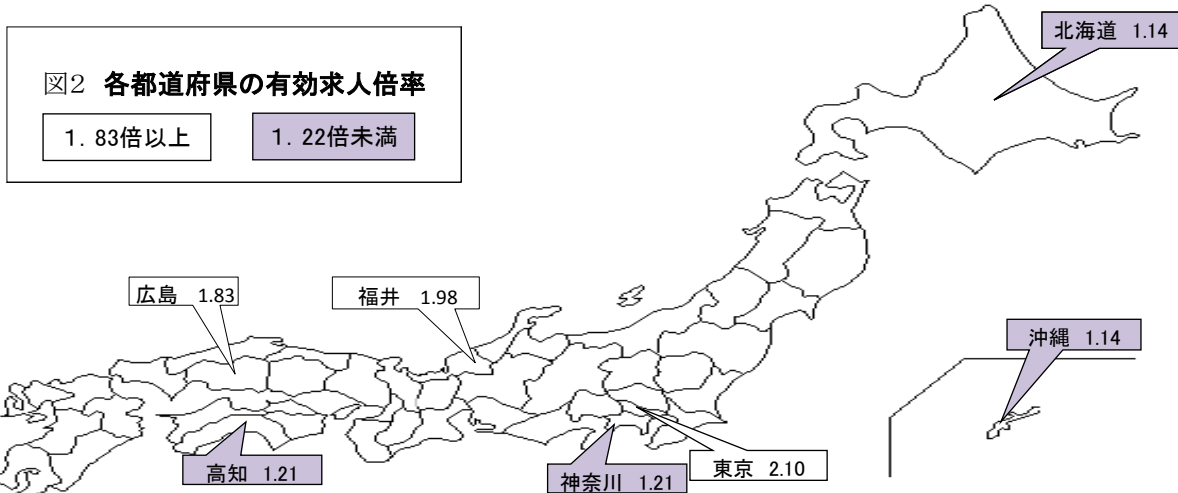 図2 各都道府県の有効求人倍率
1. 83倍以上
1. 22倍未満
北海道 1.14
広島 1.83
福井 1.98
沖縄 1.14
高知 1.21
神奈川 1.21
東京 2.10